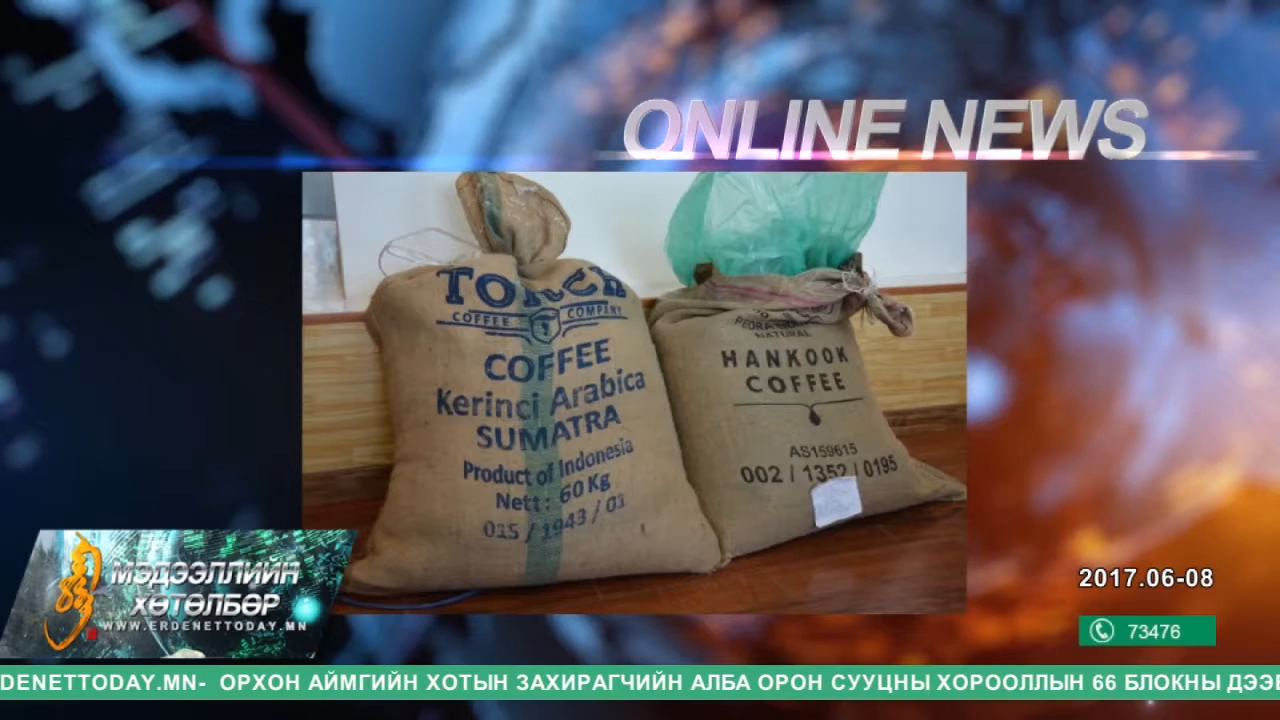 ONLINE NEWS
TORCH
COFFEE COMPANY
COFFEE
Kerinci Arabica
SUMATRA
Product of Indonesia
Nett: 60 Kg
015 / 1943 / 01
NATURAL
HANKOOK
COFFEE
AS159615
002 / 1352 / 0195
МЭДЭЭЛЛИЙН
ХӨТӨЛБӨР
WWW.ERDENETTODAY.MN
2017.06-08
73476
DENETTODAY.MN- ОРХОН АЙМГИЙН ХОТЫН ЗАХИРАГЧИЙН АЛБА ОРОН СУУЦНЫ ХОРООЛЛЫН 66 БЛОКНЫ ДЭЭ